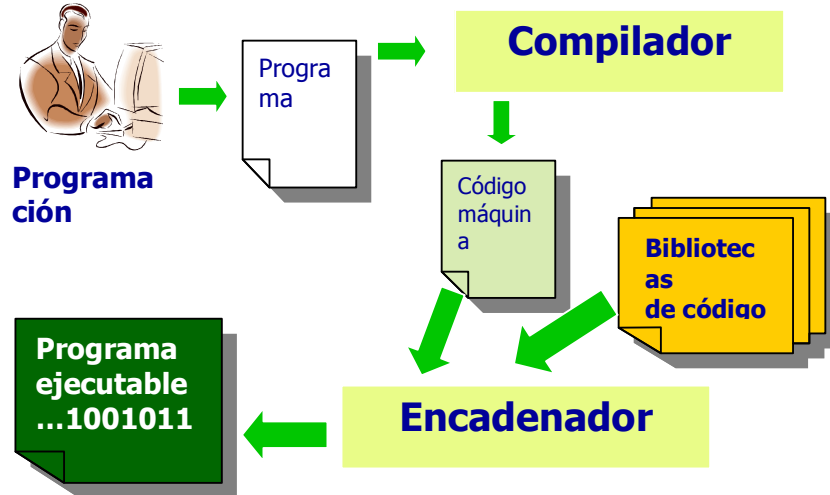 Programa
ción
Progra
ma
Compilador
Código
máquin
a
Bibliotec
as
de código
Encadenador
Programa
ejecutable
…1001011